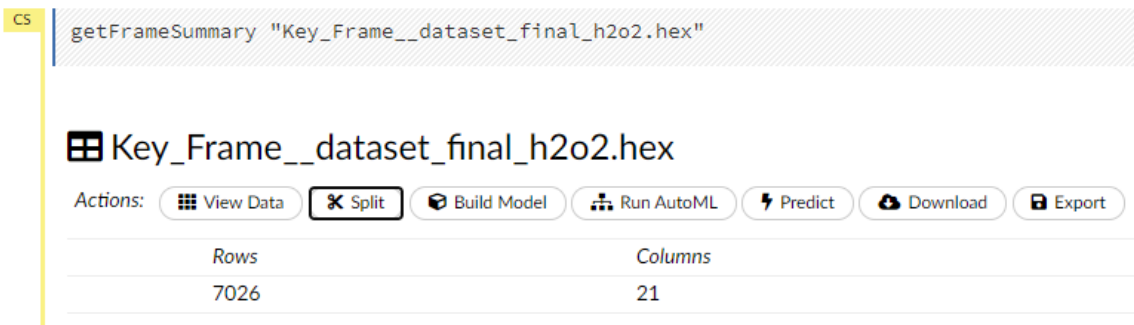 CS
getFrameSummary "Key_Frame__dataset_final_h2o2.hex"
Key_Frame__dataset_final_h2o2.hex
Actions: View Data Split Build Model Run AutoML Predict Download Export
Rows Columns
7026 21